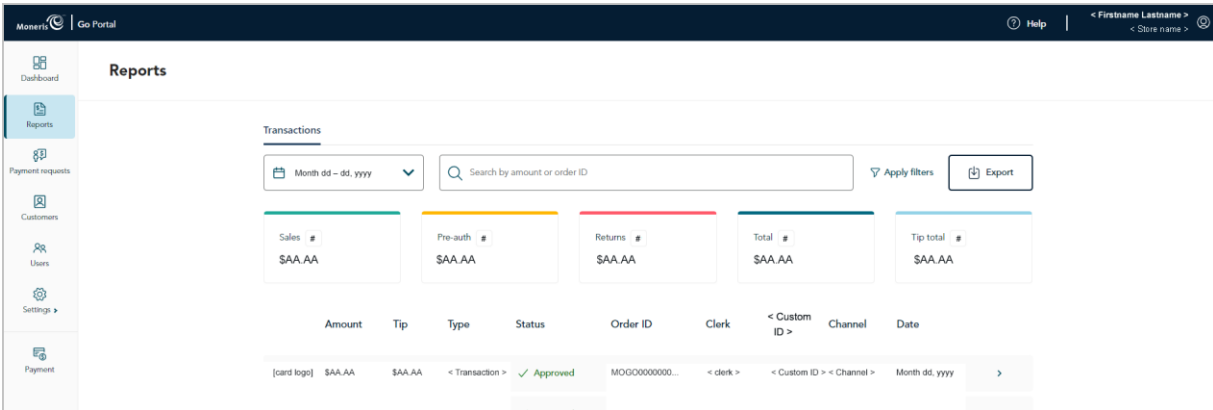 Moneris Go Portal
Help
< Firstname Lastname >
< Store name >
Dashboard
Reports
Payment requests
Customers
Users
Settings
Payment
Reports
Transactions
Month dd – dd, yyyy
Search by amount or order ID
Apply filters
Export
Sales #
$AA.AA
Pre-auth #
$AA.AA
Returns #
$AA.AA
Total #
$AA.AA
Tip total #
$AA.AA
Amount Tip Type Status Order ID Clerk < Custom ID > Channel Date
[card logo] $AA.AA $AA.AA < Transaction > Approved MOGO0000000... < clerk > < Custom ID > < Channel > Month dd, yyyy